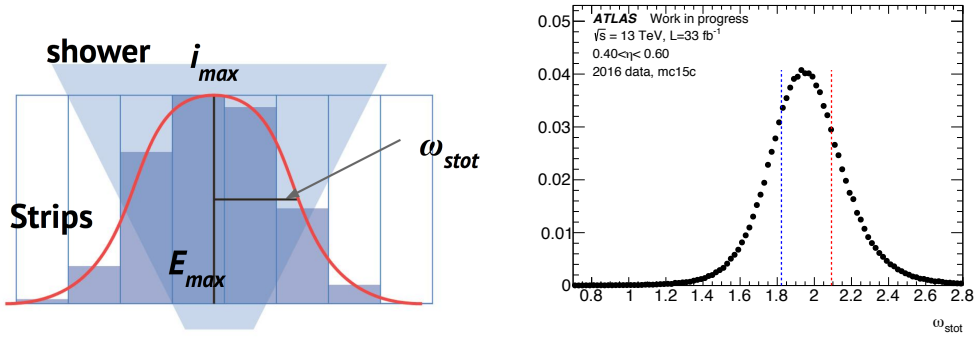 shower
i_max
ω_stot
Strips
E_max
0.05
0.04
0.03
0.02
0.01
0
ATLAS Work in progress
√s = 13 TeV, L=33 fb⁻¹
0.40<η< 0.60
2016 data, mc15c
0.8 1 1.2 1.4 1.6 1.8 2 2.2 2.4 2.6 2.8
ω_stot